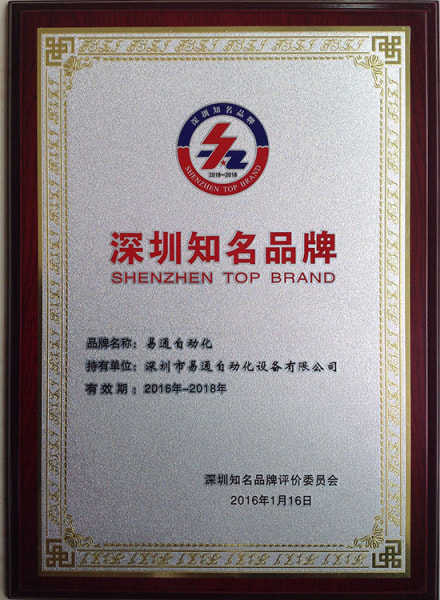 深圳知名品牌
2016-2018
SHENZHEN TOP BRAND
深圳知名品牌
SHENZHEN TOP BRAND
品牌名称：易通自动化
持有单位：深圳市易通自动化设备有限公司
有效期：2016年-2018年
深圳知名品牌评价委员会
2016年1月16日